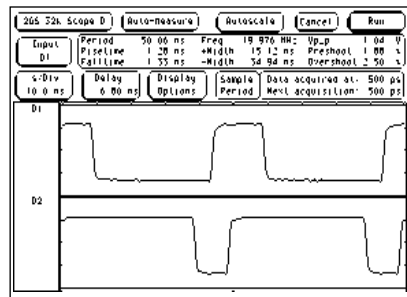 2GS 32k Scope D Auto-Measure Autoscale Cancel Run
Input D1
Period 50.06 ns Freq 19.976 MHz Vp_p 1.04 V
Risetime 1.28 ns +Width 15.12 ns Preshoot 1.00 %
Falltime 1.33 ns -Width 34.94 ns Overshoot 2.50 %
s/Div 10.0 ns
Delay 6.00 ns
Display Options
Sample Period
Data acquired at: 500 ps
Next acquisition: 500 ps
D1
D2